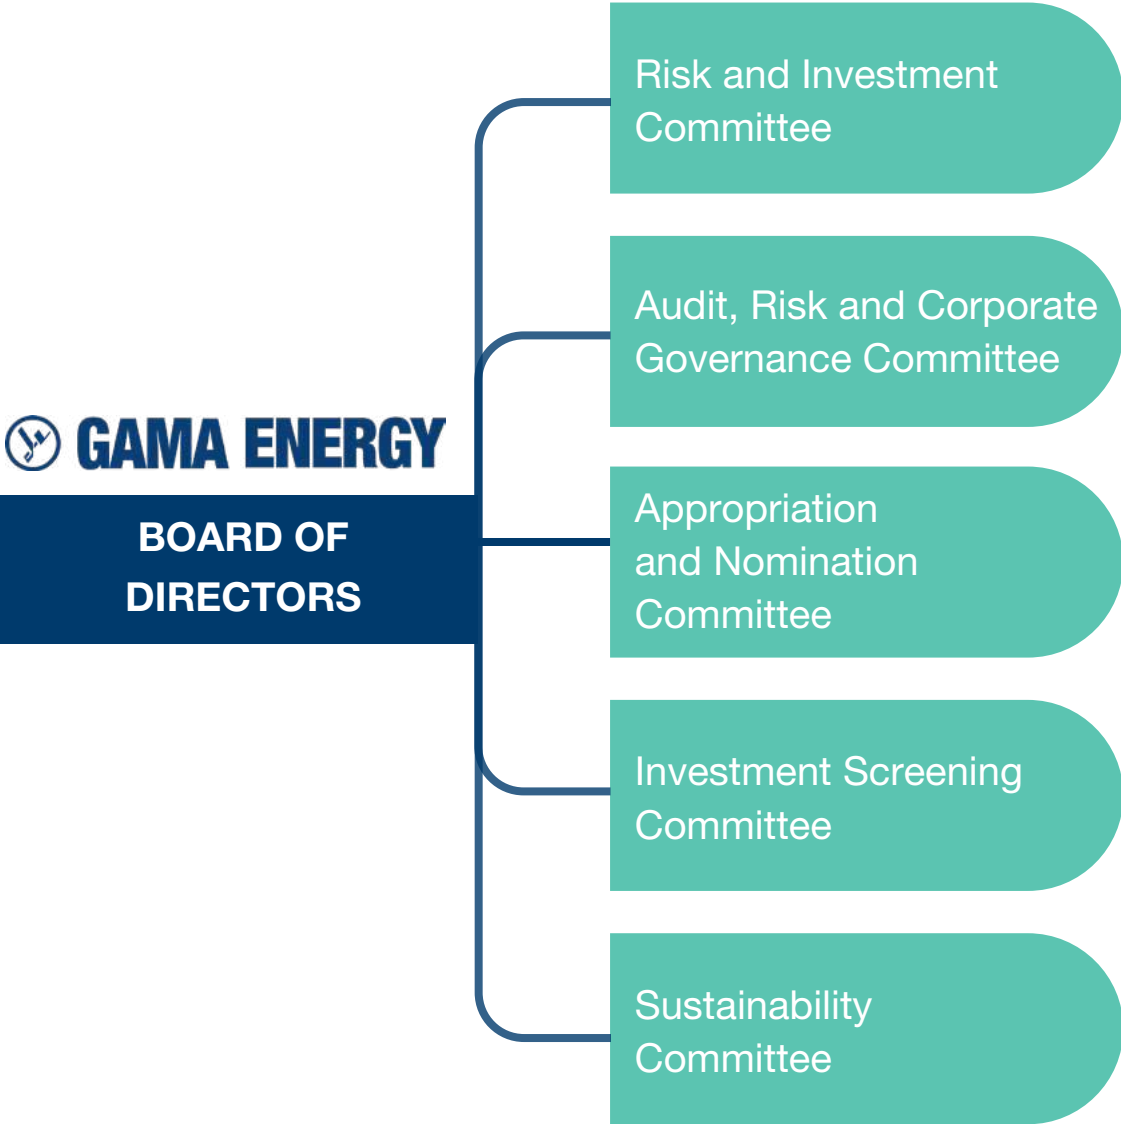 GAMA ENERGY
BOARD OF
DIRECTORS
Risk and Investment
Committee
Audit, Risk and Corporate
Governance Committee
Appropriation
and Nomination
Committee
Investment Screening
Committee
Sustainability
Committee